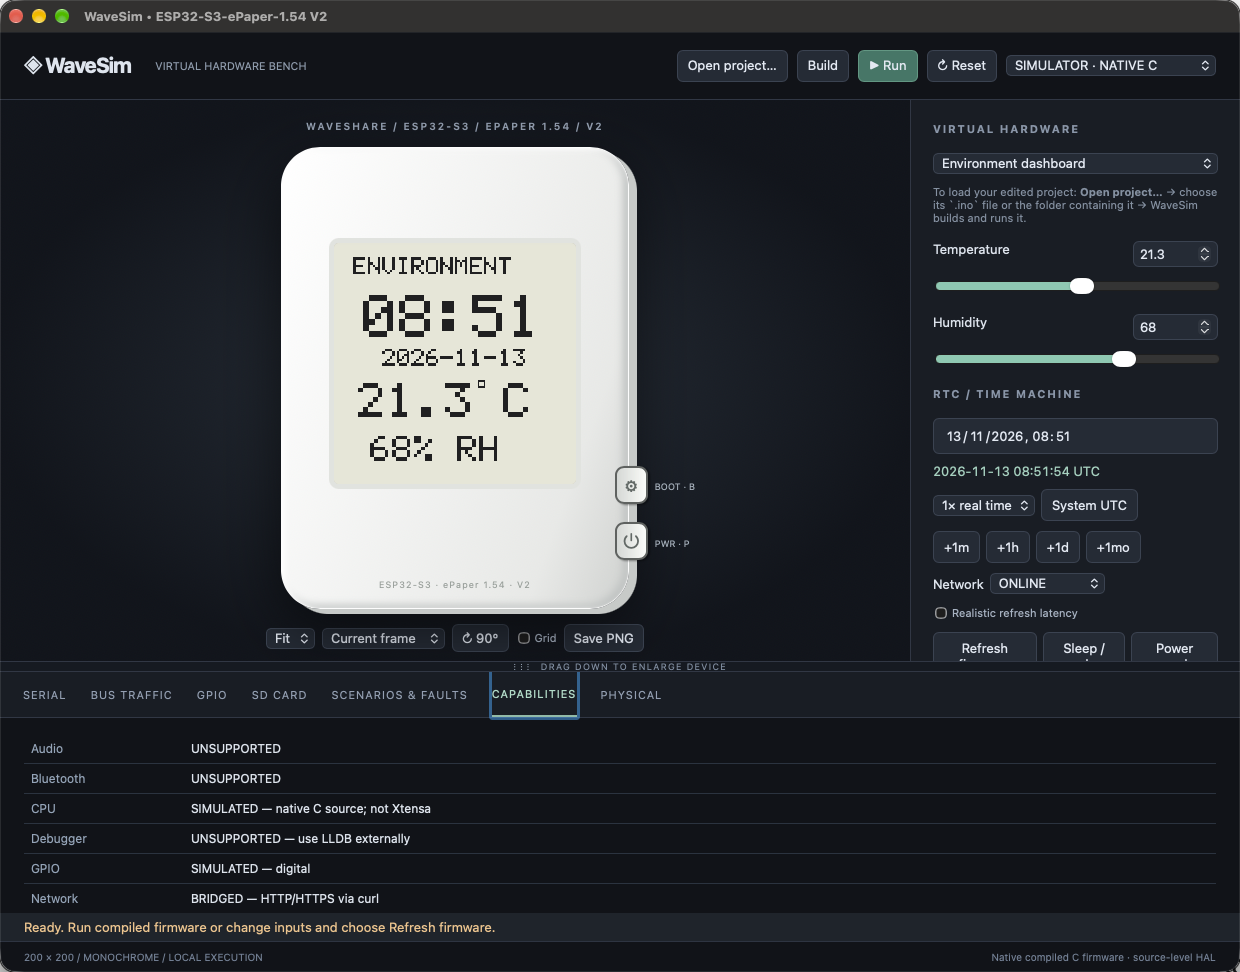 WaveSim • ESP32-S3-ePaper-1.54 V2
WaveSim VIRTUAL HARDWARE BENCH Open project... Build Run Reset SIMULATOR · NATIVE C
WAVESHARE / ESP32-S3 / EPAPER 1.54 / V2
ENVIRONMENT
08:51
2026-11-13
21.3°C
68% RH
BOOT · B
PWR · P
ESP32-S3 · ePaper 1.54 · V2
Fit Current frame 90° Grid Save PNG
VIRTUAL HARDWARE
Environment dashboard
To load your edited project: Open project... → choose
its `.ino` file or the folder containing it → WaveSim
builds and runs it.
Temperature 21.3
Humidity 68
RTC / TIME MACHINE
13/11/2026, 08:51
2026-11-13 08:51:54 UTC
1× real time System UTC
+1m +1h +1d +1mo
Network ONLINE
Realistic refresh latency
Refresh Sleep / Power
DRAG DOWN TO ENLARGE DEVICE
SERIAL BUS TRAFFIC GPIO SD CARD SCENARIOS & FAULTS CAPABILITIES PHYSICAL
Audio UNSUPPORTED
Bluetooth UNSUPPORTED
CPU SIMULATED — native C source; not Xtensa
Debugger UNSUPPORTED — use LLDB externally
GPIO SIMULATED — digital
Network BRIDGED — HTTP/HTTPS via curl
Ready. Run compiled firmware or change inputs and choose Refresh firmware.
200 × 200 / MONOCHROME / LOCAL EXECUTION Native compiled C firmware · source-level HAL